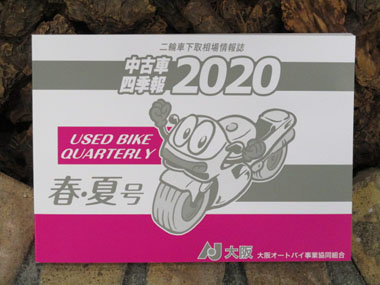 二輪車下取相場情報誌
中古車
四季報 2020
USED BIKE
QUARTERLY
春・夏号
AJ 大阪 大阪オートバイ事業協同組合